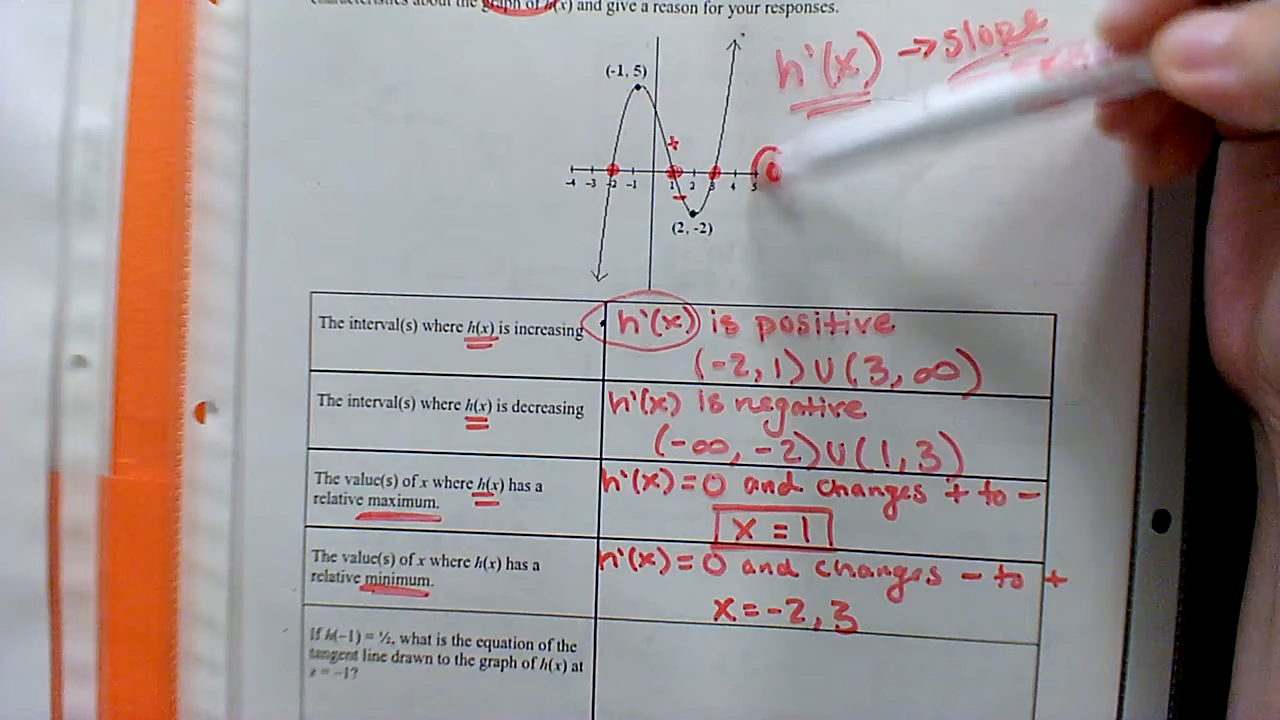 characteristics about the graph of h(x) and give a reason for your responses.
h'(x) → slope
(-1, 5)
+
-4 -3 -2 -1 1 2 3 4 5
−
(2, -2)
The interval(s) where h(x) is increasing
h'(x) is positive
(-2, 1) ∪ (3, ∞)
The interval(s) where h(x) is decreasing
h'(x) is negative
(-∞, -2) ∪ (1, 3)
The value(s) of x where h(x) has a
relative maximum.
h'(x) = 0 and changes + to −
x = 1
The value(s) of x where h(x) has a
relative minimum.
h'(x) = 0 and changes − to +
x = -2, 3
If h(−1) = ½, what is the equation of the
tangent line drawn to the graph of h(x) at
x = −1?